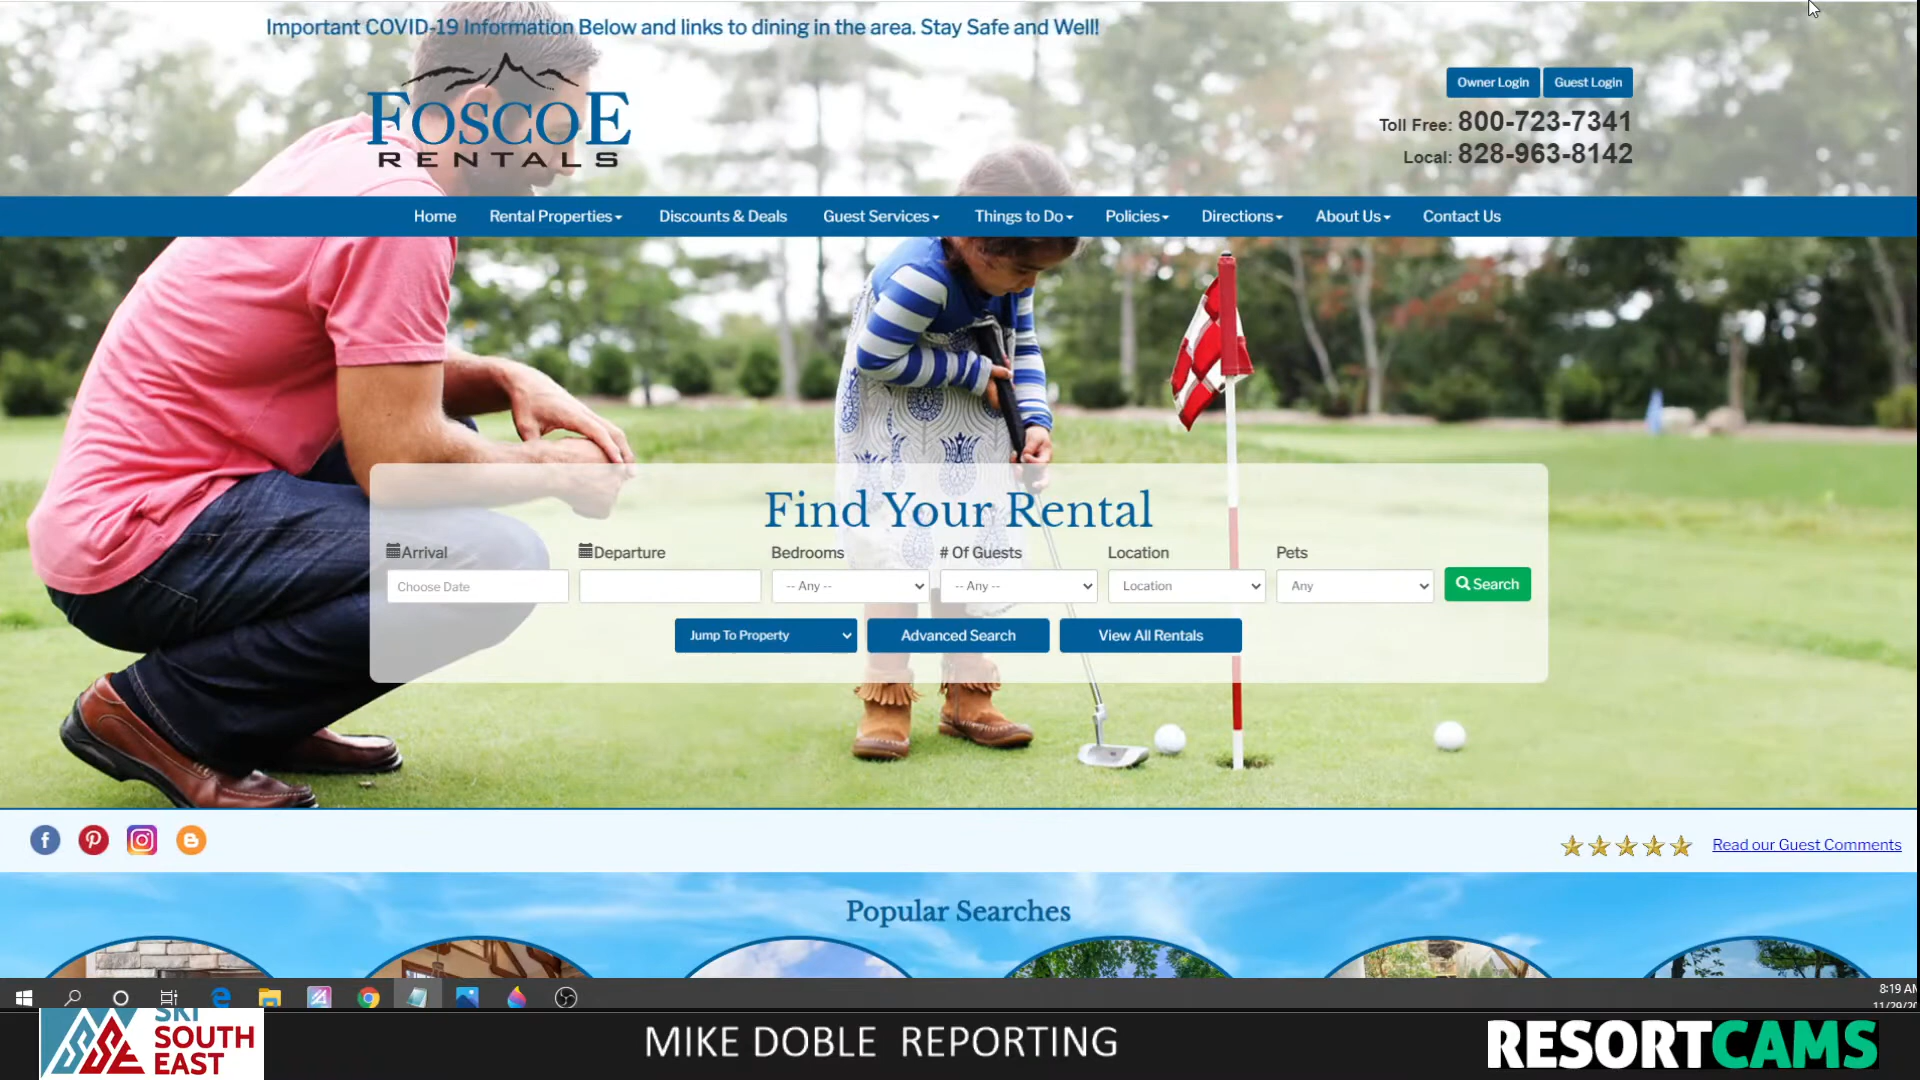 Important COVID-19 Information Below and links to dining in the area. Stay Safe and Well!
FOSCOE
RENTALS
Owner Login Guest Login
Toll Free: 800-723-7341
Local: 828-963-8142
Home Rental Properties Discounts & Deals Guest Services Things to Do Policies Directions About Us Contact Us
Find Your Rental
Arrival Departure Bedrooms # Of Guests Location Pets
Choose Date -- Any -- -- Any -- Location Any Search
Jump To Property Advanced Search View All Rentals
Read our Guest Comments
Popular Searches
8:19 AM
SKI
SOUTH
EAST
MIKE DOBLE REPORTING
RESORTCAMS